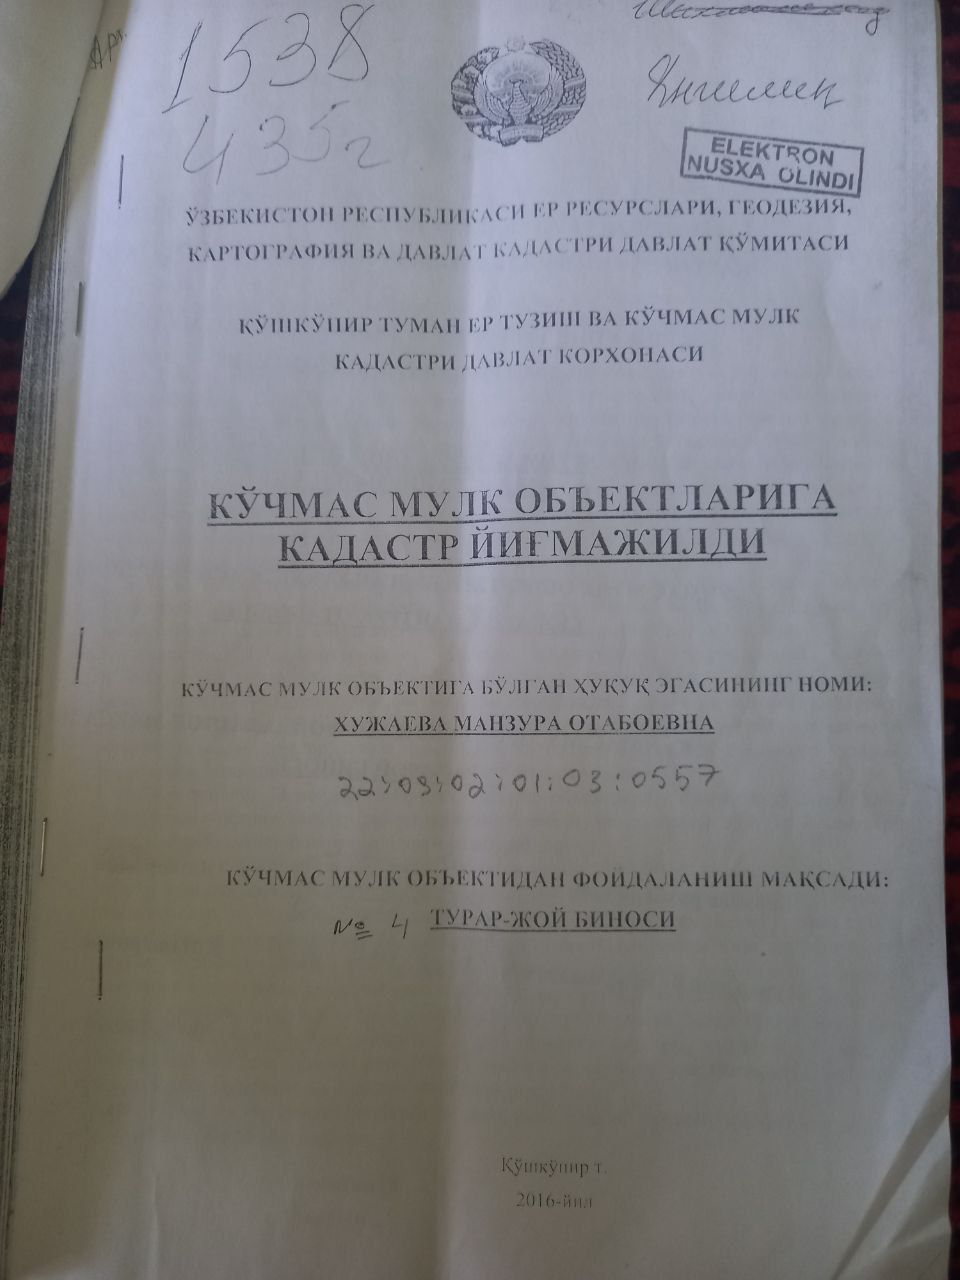 1538
435г
Янгилиқ
ELEKTRON
NUSXA OLINDI
ЎЗБЕКИСТОН РЕСПУБЛИКАСИ ЕР РЕСУРСЛАРИ, ГЕОДЕЗИЯ,
КАРТОГРАФИЯ ВА ДАВЛАТ КАДАСТРИ ДАВЛАТ ҚЎМИТАСИ
ҚЎШКЎПИР ТУМАН ЕР ТУЗИШ ВА КЎЧМАС МУЛК
КАДАСТРИ ДАВЛАТ КОРХОНАСИ
КЎЧМАС МУЛК ОБЪЕКТЛАРИГА
КАДАСТР ЙИҒМАЖИЛДИ
КЎЧМАС МУЛК ОБЪЕКТИГА БЎЛГАН ҲУҚУҚ ЭГАСИНИНГ НОМИ:
ХУЖАЕВА МАНЗУРА ОТАБОЕВНА
22:09:02:01:03:0557
КЎЧМАС МУЛК ОБЪЕКТИДАН ФОЙДАЛАНИШ МАҚСАДИ:
№ 4 ТУРАР-ЖОЙ БИНОСИ
Қўшкўпир т.
2016-йил